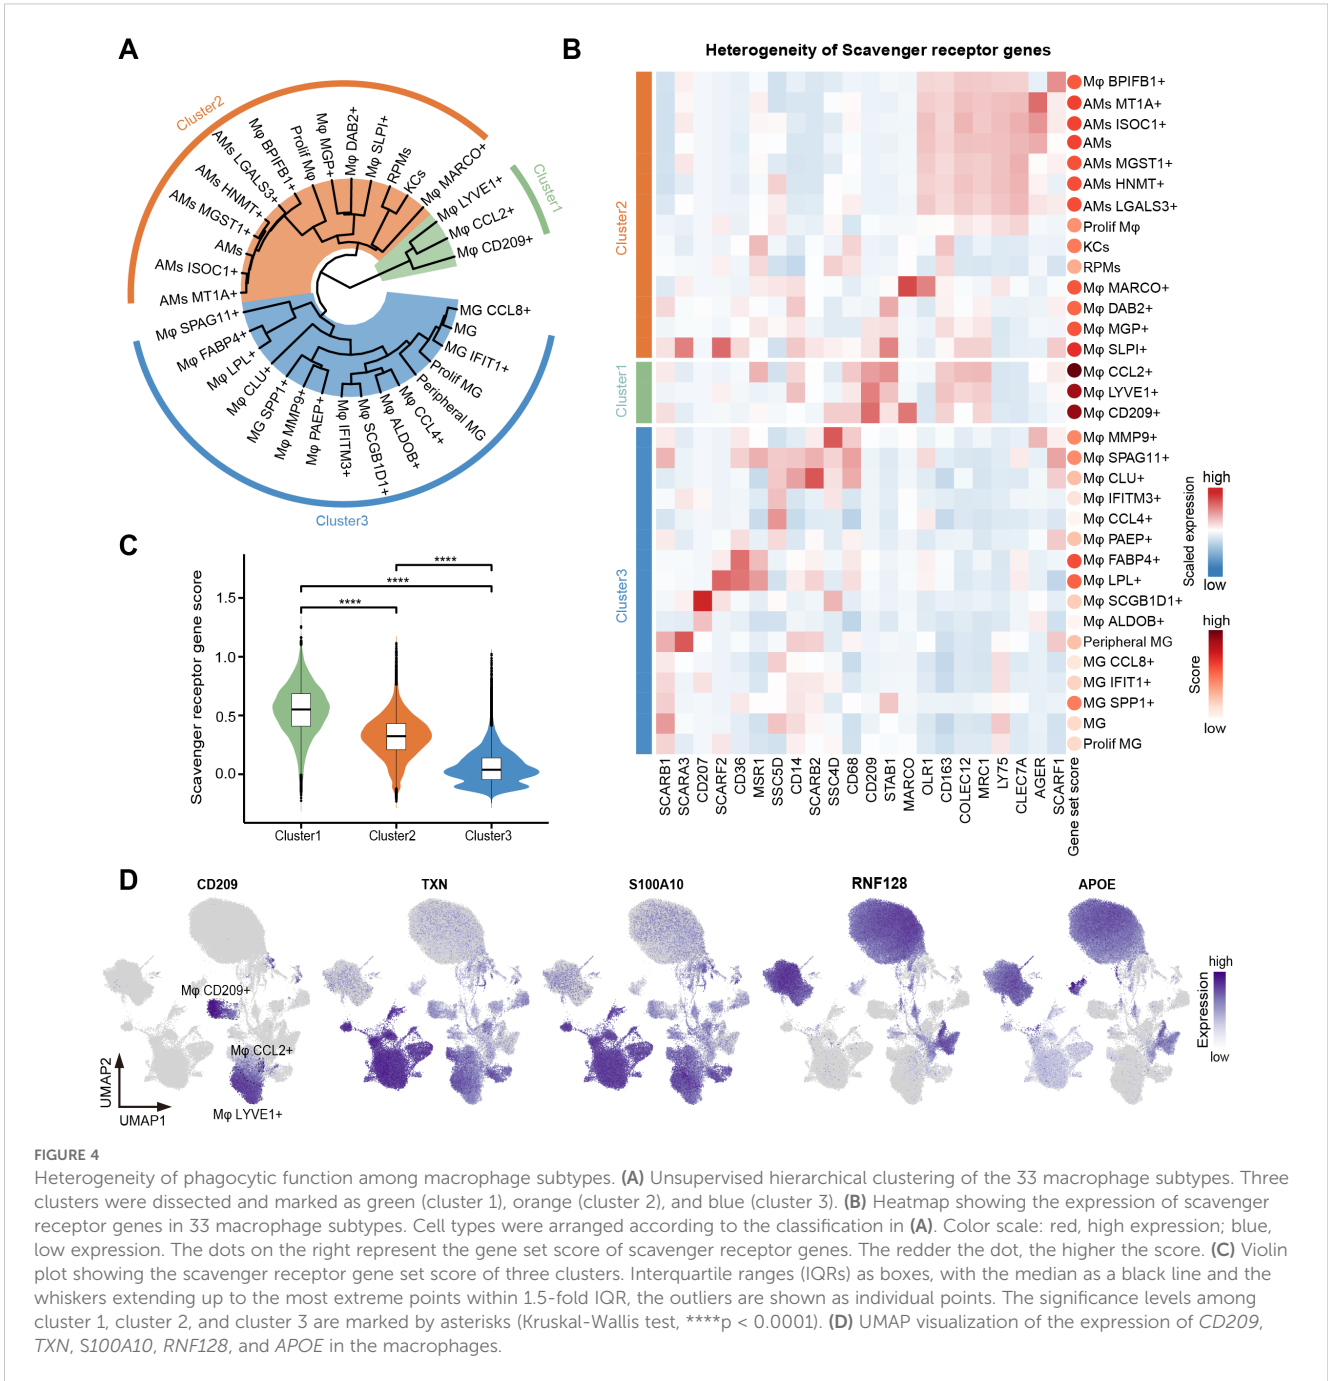 A
Cluster2
AMs LGALS3+
Mφ BPIFB1+
Prolif Mφ
Mφ MGP+
Mφ DAB2+
Mφ SLPI+
RPMs
KCs
Mφ MARCO+
Mφ LYVE1+
Mφ CCL2+
Mφ CD209+
Cluster1
AMs HNMT+
AMs MGST1+
AMs
AMs ISOC1+
AMs MT1A+
Mφ SPAG11+
Mφ FABP4+
Mφ LPL+
Mφ CLU+
MG SPP1+
Mφ MMP9+
Mφ PAEP+
Mφ IFITM3+
Mφ SCGB1D1+
Mφ ALDOB+
Mφ CCL4+
Peripheral MG
Prolif MG
MG IFIT1+
MG
MG CCL8+
Cluster3
B
Heterogeneity of Scavenger receptor genes
Cluster2
Cluster1
Cluster3
Mφ BPIFB1+
AMs MT1A+
AMs ISOC1+
AMs
AMs MGST1+
AMs HNMT+
AMs LGALS3+
Prolif Mφ
KCs
RPMs
Mφ MARCO+
Mφ DAB2+
Mφ MGP+
Mφ SLPI+
Mφ CCL2+
Mφ LYVE1+
Mφ CD209+
Mφ MMP9+
Mφ SPAG11+
Mφ CLU+
Mφ IFITM3+
Mφ CCL4+
Mφ PAEP+
Mφ FABP4+
Mφ LPL+
Mφ SCGB1D1+
Mφ ALDOB+
Peripheral MG
MG CCL8+
MG IFIT1+
MG SPP1+
MG
Prolif MG
SCARB1
SCARA3
CD207
SCARF2
CD36
MSR1
SSC5D
CD14
SCARB2
SSC4D
CD68
CD209
STAB1
MARCO
OLR1
CD163
COLEC12
MRC1
LY75
CLEC7A
AGER
SCARF1
Gene set score
high
Scaled expression
low
high
Score
low
C
Scavenger receptor gene score
1.5
1.0
0.5
0.0
****
****
****
Cluster1
Cluster2
Cluster3
D
CD209
TXN
S100A10
RNF128
APOE
Mφ CD209+
Mφ CCL2+
Mφ LYVE1+
UMAP2
UMAP1
high
Expression
low
FIGURE 4
Heterogeneity of phagocytic function among macrophage subtypes. (A) Unsupervised hierarchical clustering of the 33 macrophage subtypes. Three
clusters were dissected and marked as green (cluster 1), orange (cluster 2), and blue (cluster 3). (B) Heatmap showing the expression of scavenger
receptor genes in 33 macrophage subtypes. Cell types were arranged according to the classification in (A). Color scale: red, high expression; blue,
low expression. The dots on the right represent the gene set score of scavenger receptor genes. The redder the dot, the higher the score. (C) Violin
plot showing the scavenger receptor gene set score of three clusters. Interquartile ranges (IQRs) as boxes, with the median as a black line and the
whiskers extending up to the most extreme points within 1.5-fold IQR, the outliers are shown as individual points. The significance levels among
cluster 1, cluster 2, and cluster 3 are marked by asterisks (Kruskal-Wallis test, ****p < 0.0001). (D) UMAP visualization of the expression of CD209,
TXN, S100A10, RNF128, and APOE in the macrophages.